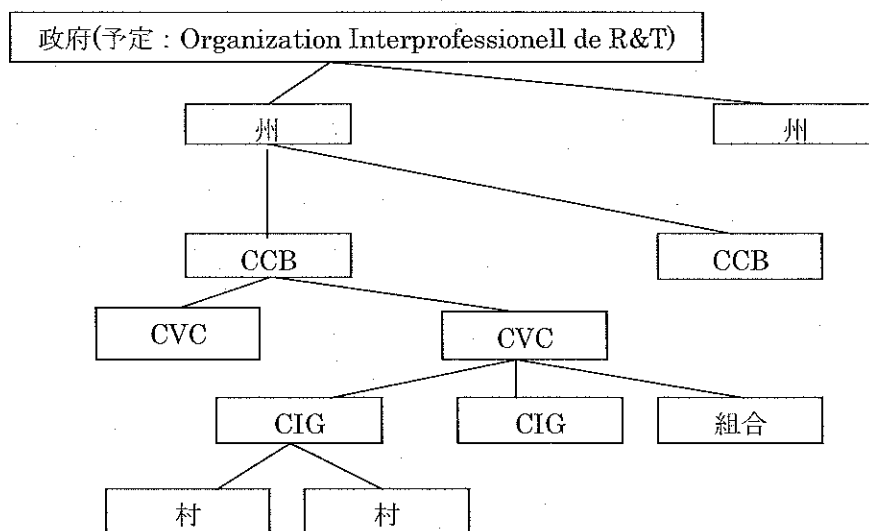 政府(予定：Organization Interprofessionell de R&T)
州
州
CCB
CCB
CVC
CVC
CIG
CIG
組合
村
村